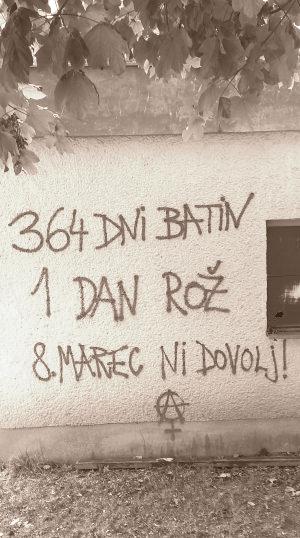 364 DNI BATIN
1 DAN ROŽ
8. MAREC NI DOVOLJ!